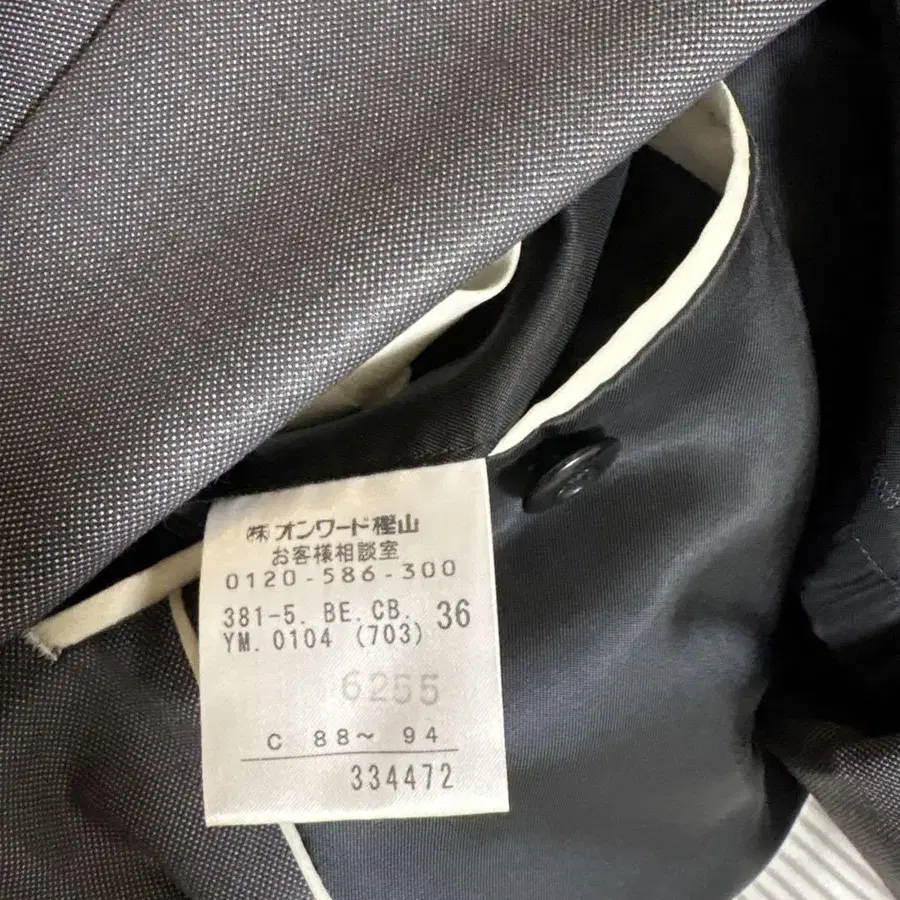 ㈱オンワード樫山
お客様相談室
0120-586-300
381-5. BE.CB. 36
YM.0104 (703)
6255
C 88～ 94
334472